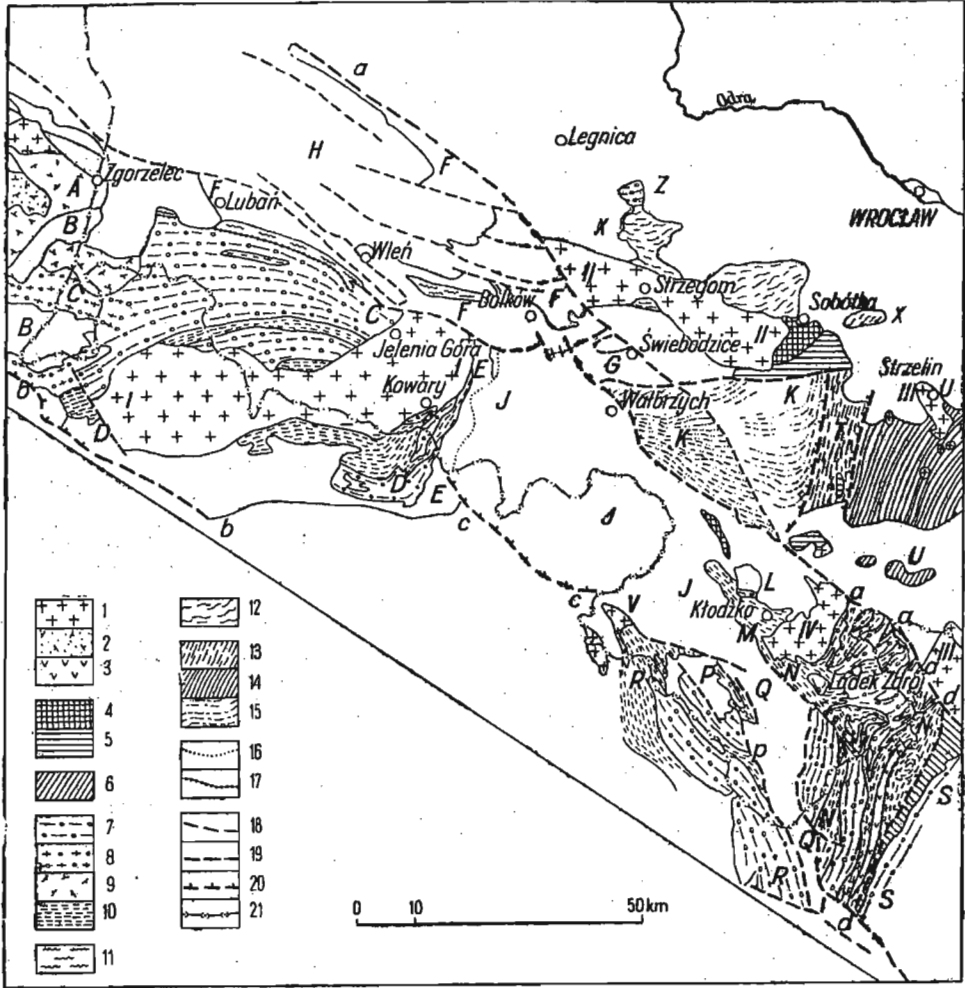 a
Odra
Legnica
H
F
Z
Zgorzelec
A
F
Lubań
WROCŁAW
B
K
Wleń
II
Strzegom
C
Sobótka
B
C
F
Bolków
F
X
Jelenia Góra
II
Świebodzice
G
Strzelin
b
I
I
E
K
III
U
Kowary
J
Wałbrzych
K
D
D
E
b
c
J
U
c
V
J
L
a
a
Kłodzko
M
IV
III
R
P
Q
N
Lądek Zdrój
d
d
N
p
S
N
Q
R
S
d
1
2
3
4
5
6
7
8
9
10
11
12
13
14
15
16
17
18
19
20
21
0 10 50 km